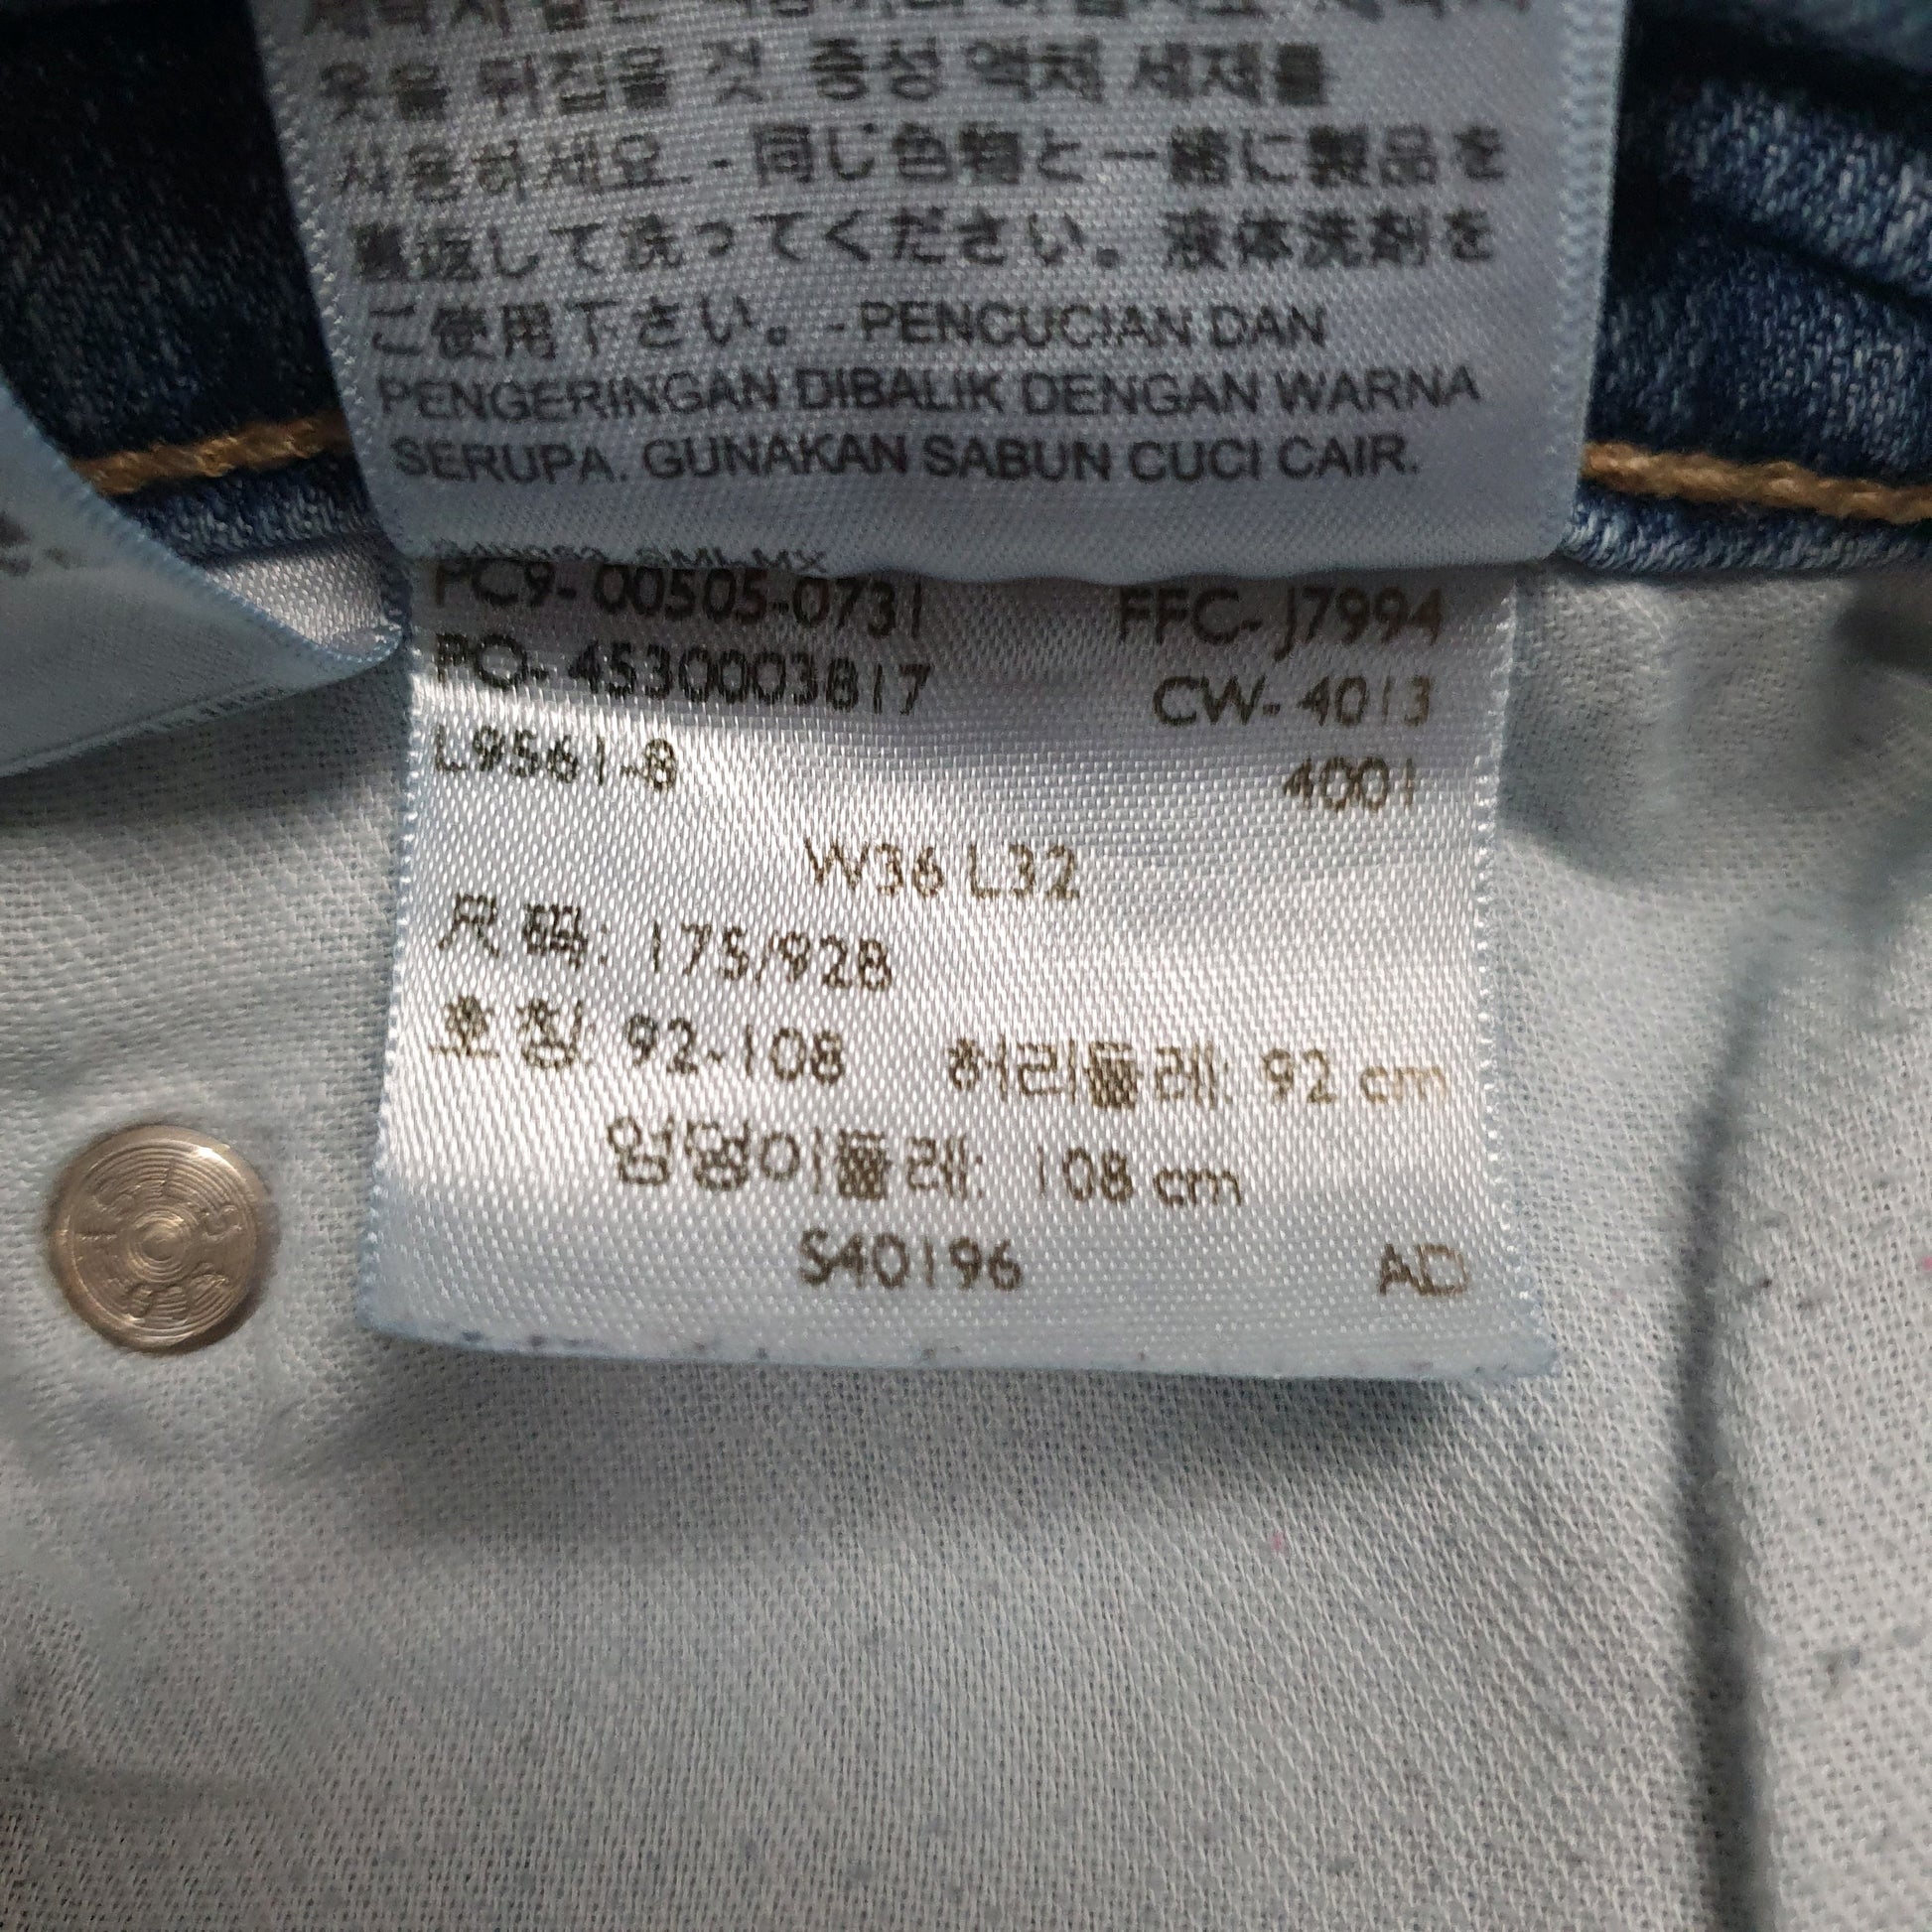 옷을 뒤집을 것 중성 액체 세제를
사용하세요. - 同じ色物と一緒に製品を
裏返して洗ってください。液体洗剤を
ご使用下さい。- PENCUCIAN DAN
PENGERINGAN DIBALIK DENGAN WARNA
SERUPA. GUNAKAN SABUN CUCI CAIR.
PC9- 00505-0731 FFC- J7994
PO- 4530003817 CW- 4013
L9561-8 4001
W36 L32
尺码: 175/92B
호칭: 92-108 허리둘레: 92 cm
엉덩이둘레: 108 cm
S40196 AD